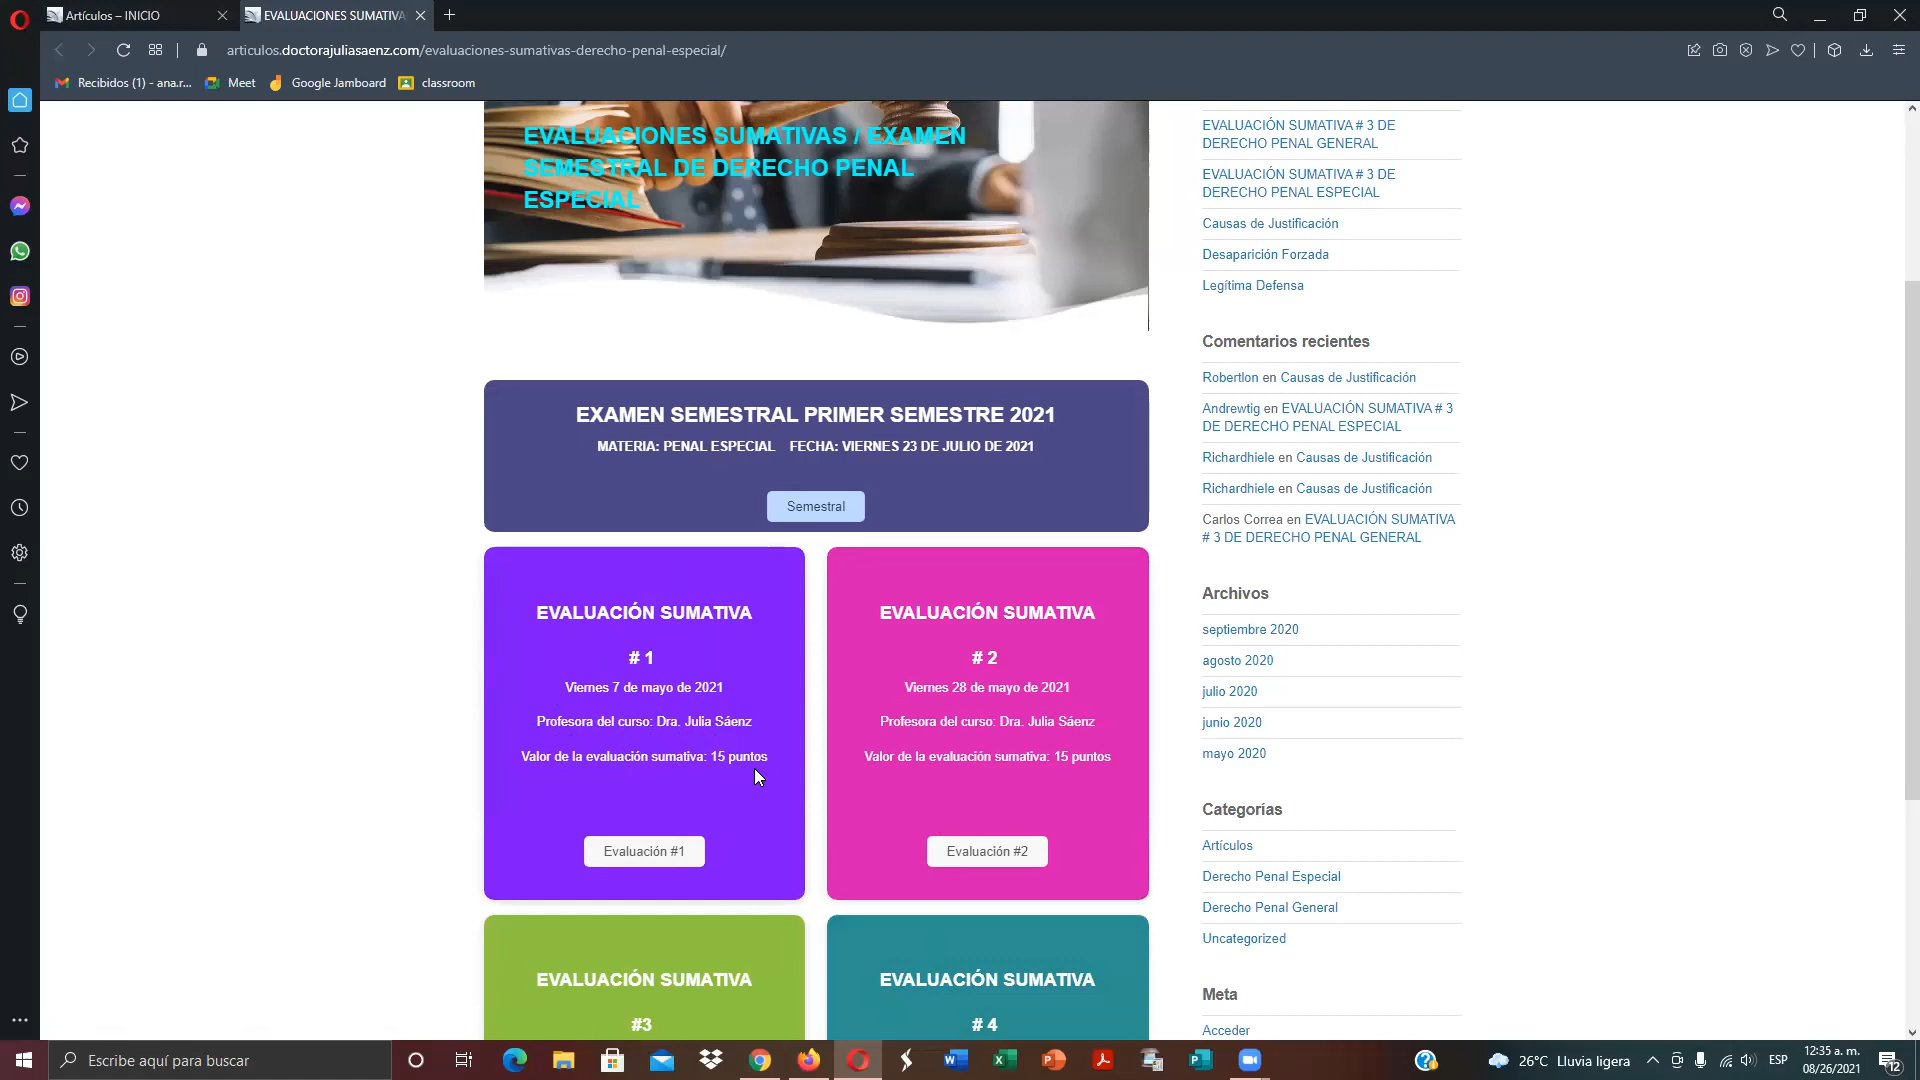 Artículos – INICIO
EVALUACIONES SUMATIVA
articulos.doctorajuliasaenz.com/evaluaciones-sumativas-derecho-penal-especial/
Recibidos (1) - ana.r...
Meet
Google Jamboard
classroom
EVALUACIONES SUMATIVAS / EXAMEN
SEMESTRAL DE DERECHO PENAL
ESPECIAL
EXAMEN SEMESTRAL PRIMER SEMESTRE 2021
MATERIA: PENAL ESPECIAL FECHA: VIERNES 23 DE JULIO DE 2021
Semestral
EVALUACIÓN SUMATIVA
# 1
Viernes 7 de mayo de 2021
Profesora del curso: Dra. Julia Sáenz
Valor de la evaluación sumativa: 15 puntos
Evaluación #1
EVALUACIÓN SUMATIVA
# 2
Viernes 28 de mayo de 2021
Profesora del curso: Dra. Julia Sáenz
Valor de la evaluación sumativa: 15 puntos
Evaluación #2
EVALUACIÓN SUMATIVA
#3
EVALUACIÓN SUMATIVA
# 4
EVALUACIÓN SUMATIVA # 3 DE
DERECHO PENAL GENERAL
EVALUACIÓN SUMATIVA # 3 DE
DERECHO PENAL ESPECIAL
Causas de Justificación
Desaparición Forzada
Legítima Defensa
Comentarios recientes
Robertlon en Causas de Justificación
Andrewtig en EVALUACIÓN SUMATIVA # 3
DE DERECHO PENAL ESPECIAL
Richardhiele en Causas de Justificación
Richardhiele en Causas de Justificación
Carlos Correa en EVALUACIÓN SUMATIVA
# 3 DE DERECHO PENAL GENERAL
Archivos
septiembre 2020
agosto 2020
julio 2020
junio 2020
mayo 2020
Categorías
Artículos
Derecho Penal Especial
Derecho Penal General
Uncategorized
Meta
Acceder
Escribe aquí para buscar
26°C Lluvia ligera
ESP
12:35 a. m.
08/26/2021
12